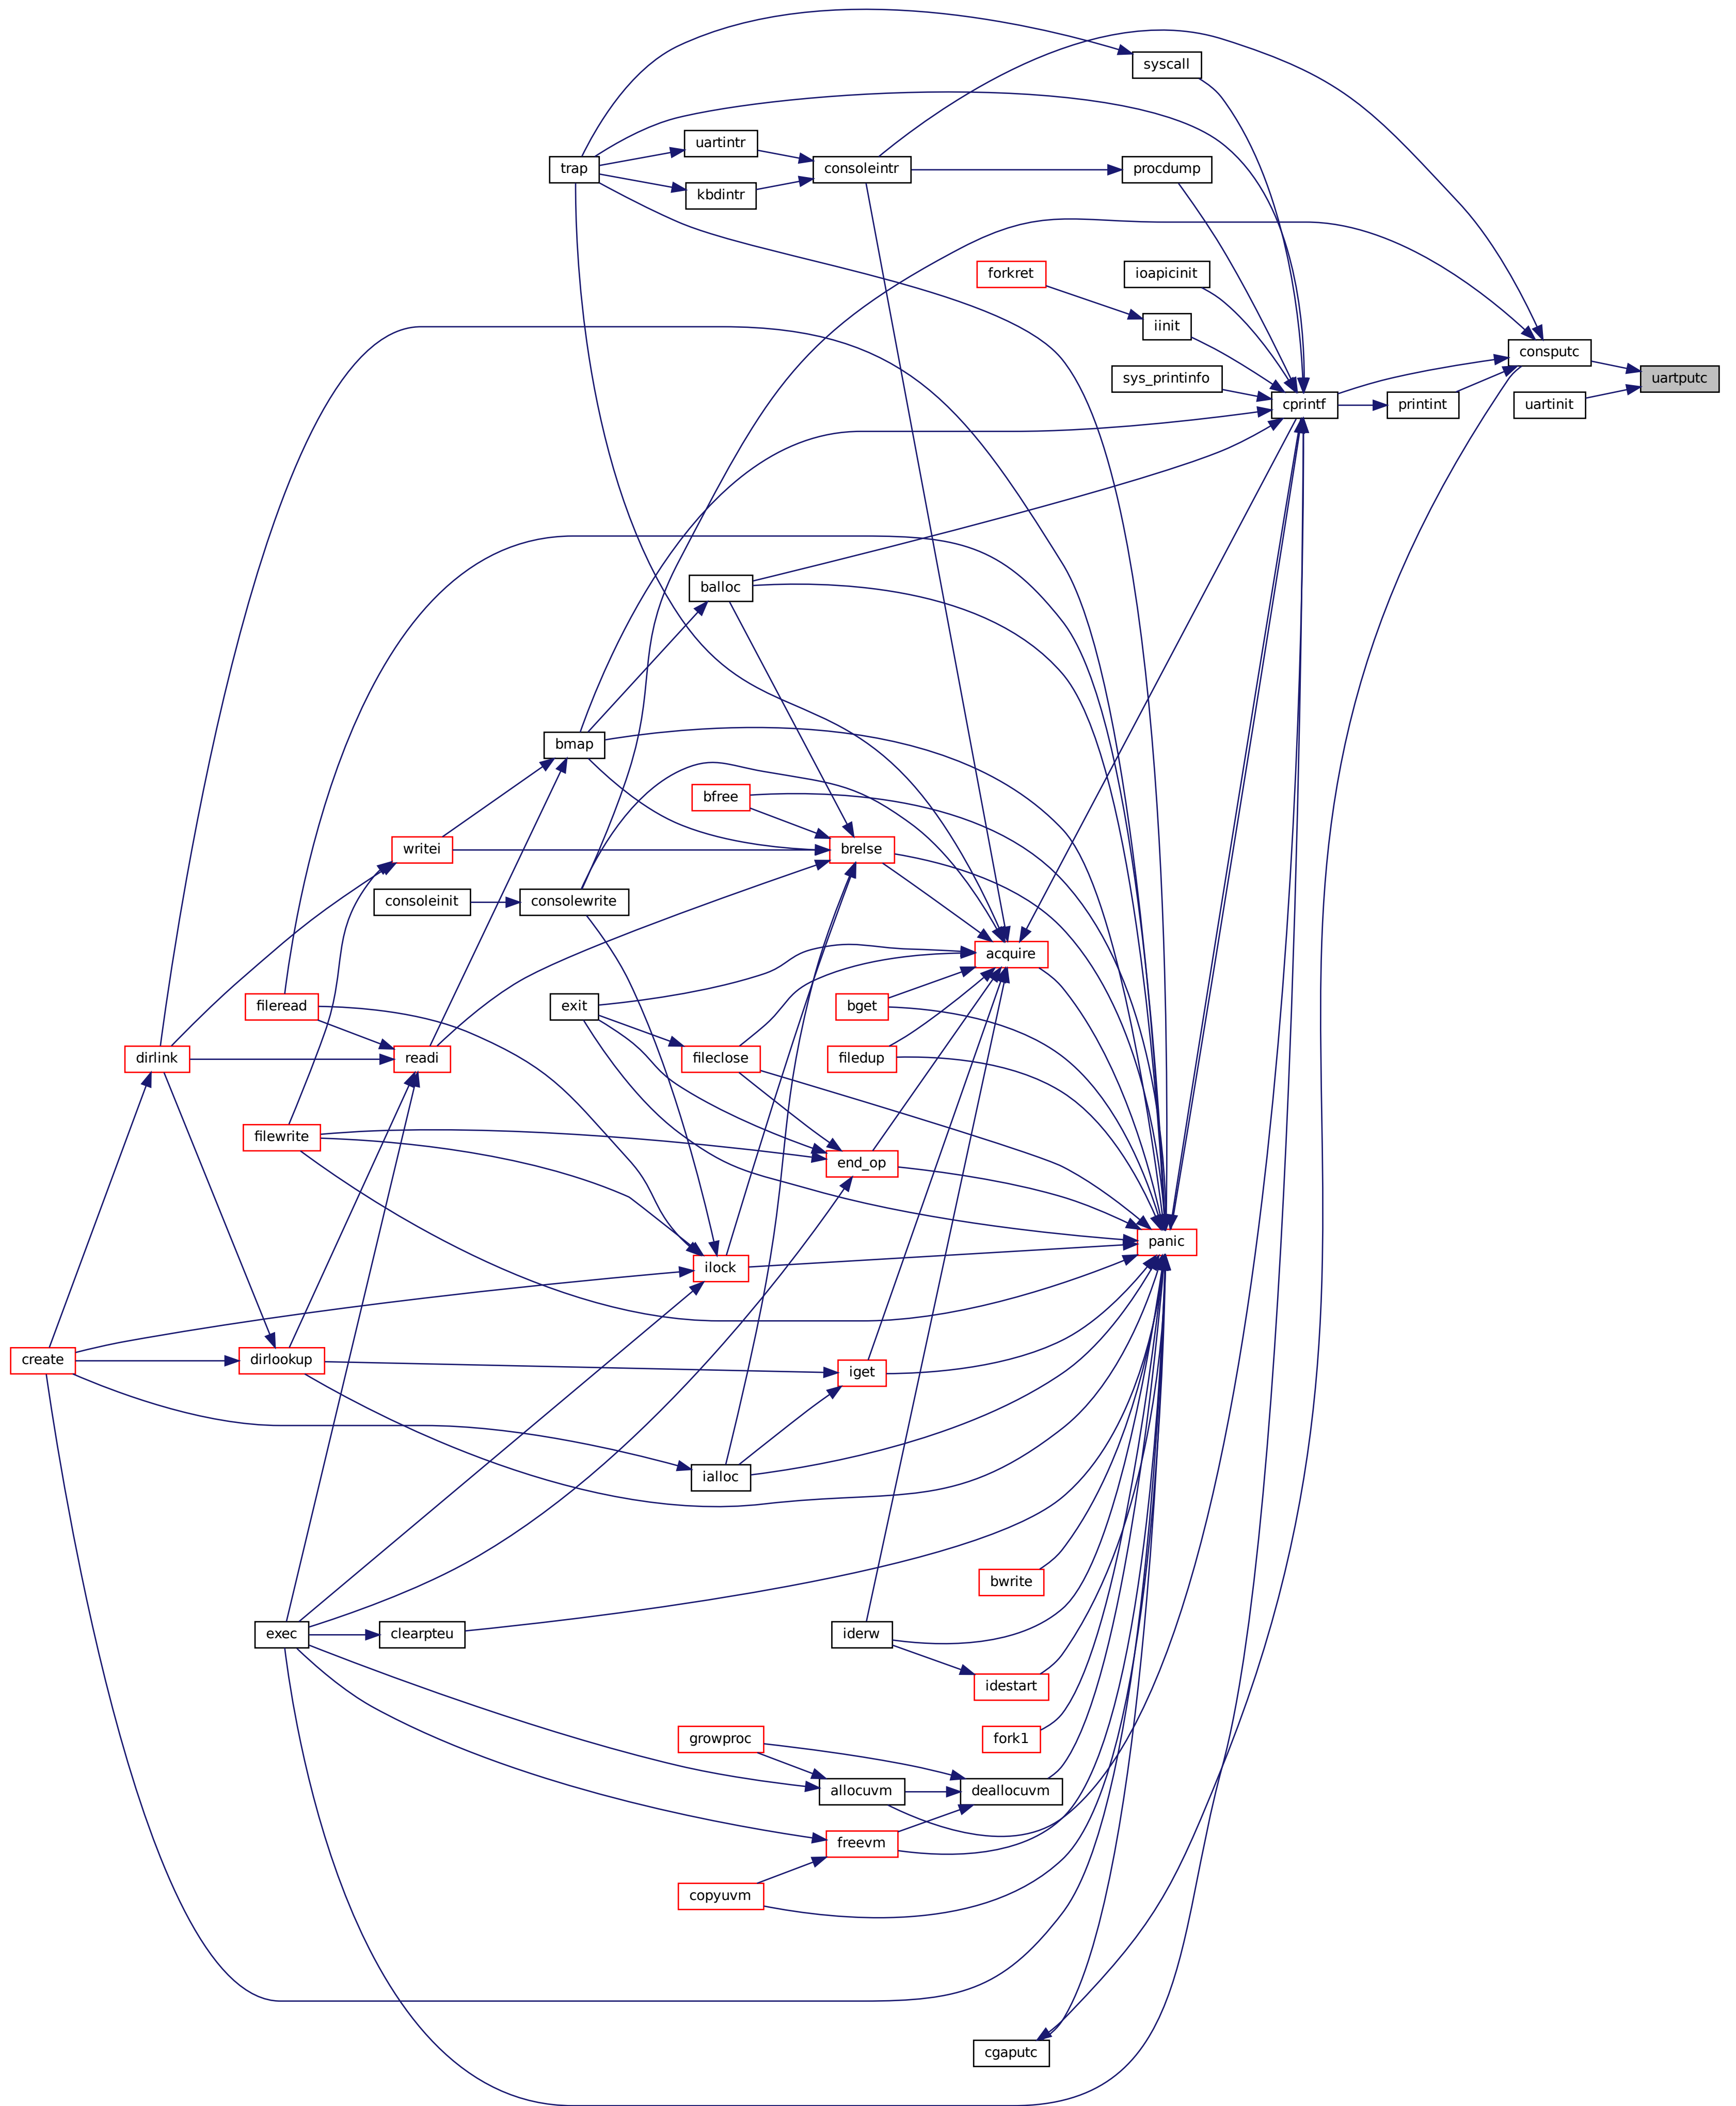 syscall
uartintr
trap
consoleintr
procdump
kbdintr
forkret
ioapicinit
iinit
consputc
sys_printinfo
uartputc
cprintf
printint
uartinit
balloc
bmap
bfree
writei
brelse
consoleinit
consolewrite
acquire
fileread
exit
bget
dirlink
readi
fileclose
filedup
filewrite
end_op
panic
ilock
create
dirlookup
iget
ialloc
bwrite
exec
clearpteu
iderw
idestart
growproc
fork1
allocuvm
deallocuvm
freevm
copyuvm
cgaputc